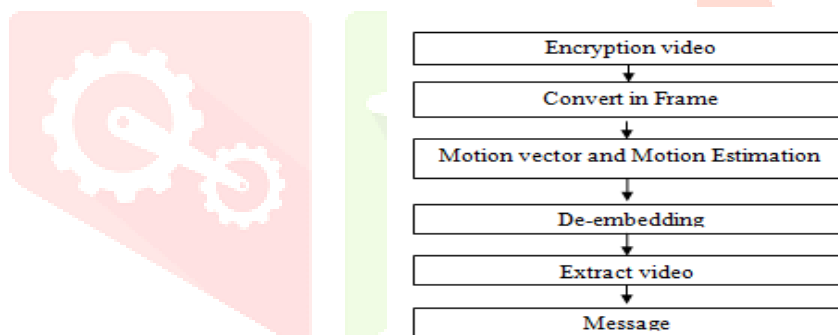 Encryption video
Convert in Frame
Motion vector and Motion Estimation
De-embedding
Extract video
Message